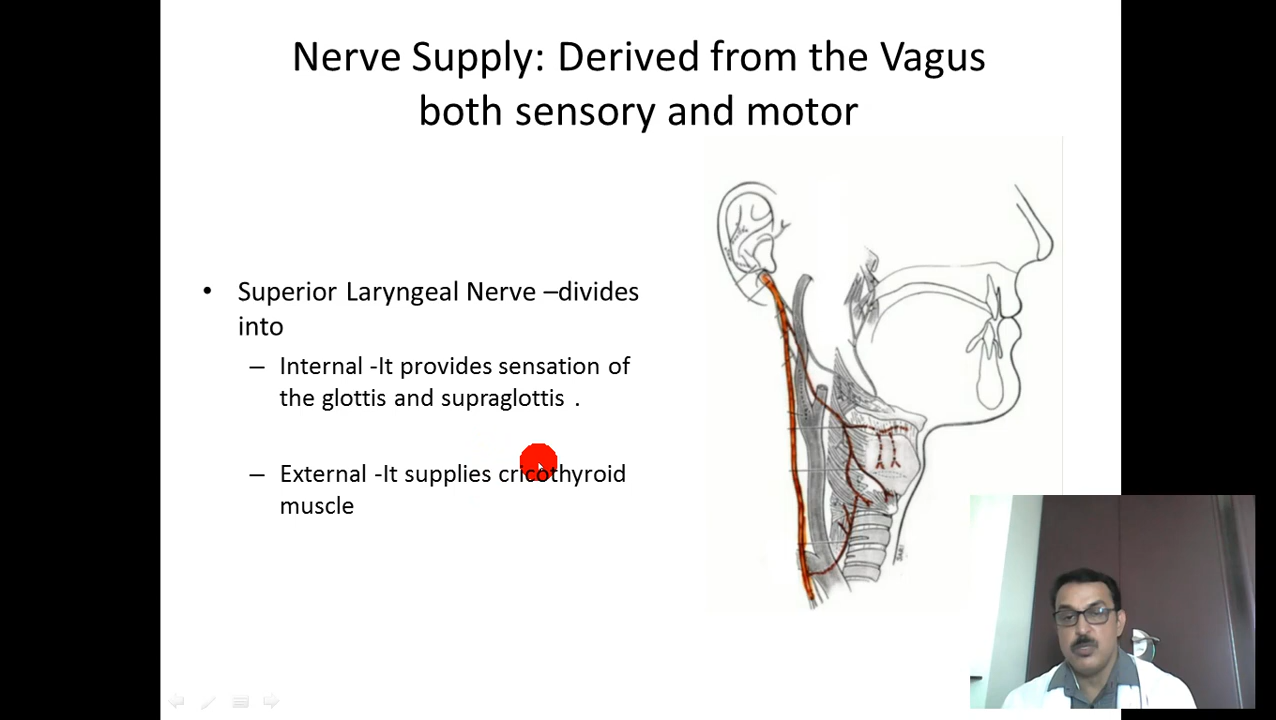 Nerve Supply: Derived from the Vagus
both sensory and motor
• Superior Laryngeal Nerve –divides
into
– Internal -It provides sensation of
the glottis and supraglottis .
– External -It supplies cricothyroid
muscle